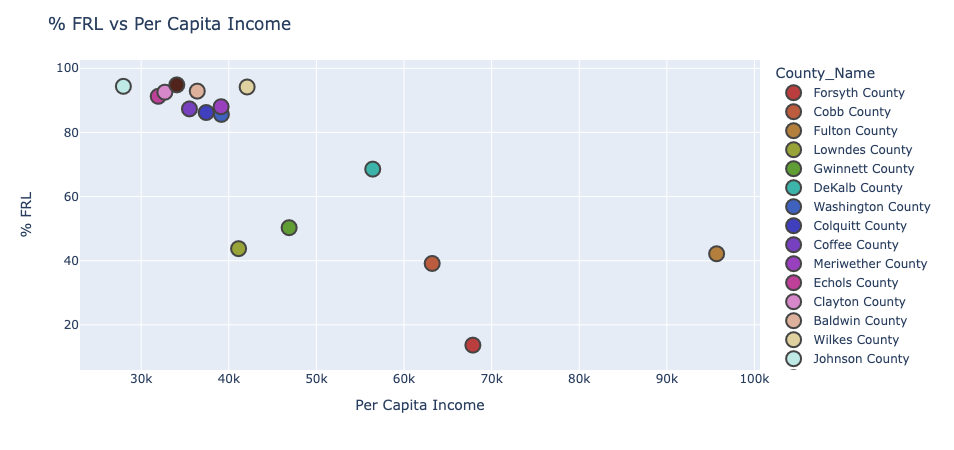 % FRL vs Per Capita Income
100
80
60
40
20
% FRL
30k
40k
50k
60k
70k
80k
90k
100k
Per Capita Income
County_Name
Forsyth County
Cobb County
Fulton County
Lowndes County
Gwinnett County
DeKalb County
Washington County
Colquitt County
Coffee County
Meriwether County
Echols County
Clayton County
Baldwin County
Wilkes County
Johnson County